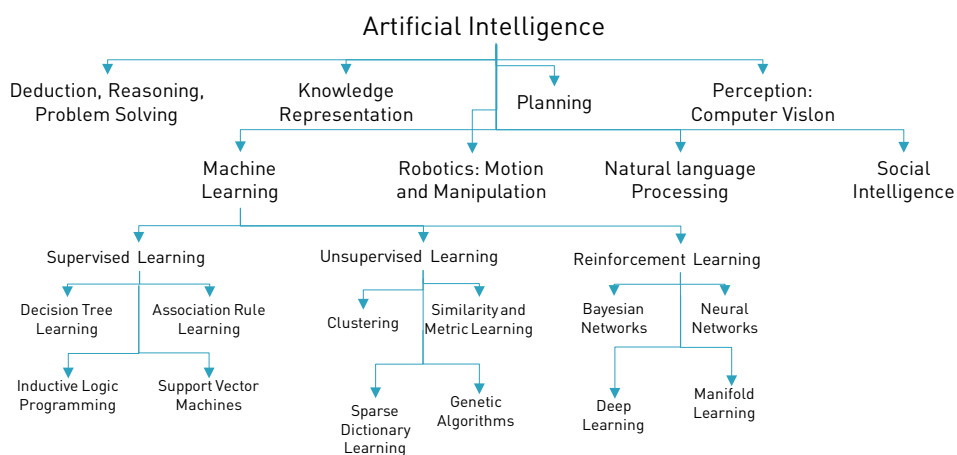 Artificial Intelligence
Deduction, Reasoning,
Problem Solving
Knowledge
Representation
Planning
Perception:
Computer Vislon
Machine
Learning
Robotics: Motion
and Manipulation
Natural language
Processing
Social
Intelligence
Supervised Learning
Unsupervised Learning
Reinforcement Learning
Decision Tree
Learning
Association Rule
Learning
Clustering
Similarity and
Metric Learning
Bayesian
Networks
Neural
Networks
Inductive Logic
Programming
Support Vector
Machines
Sparse
Dictionary
Learning
Genetic
Algorithms
Deep
Learning
Manifold
Learning